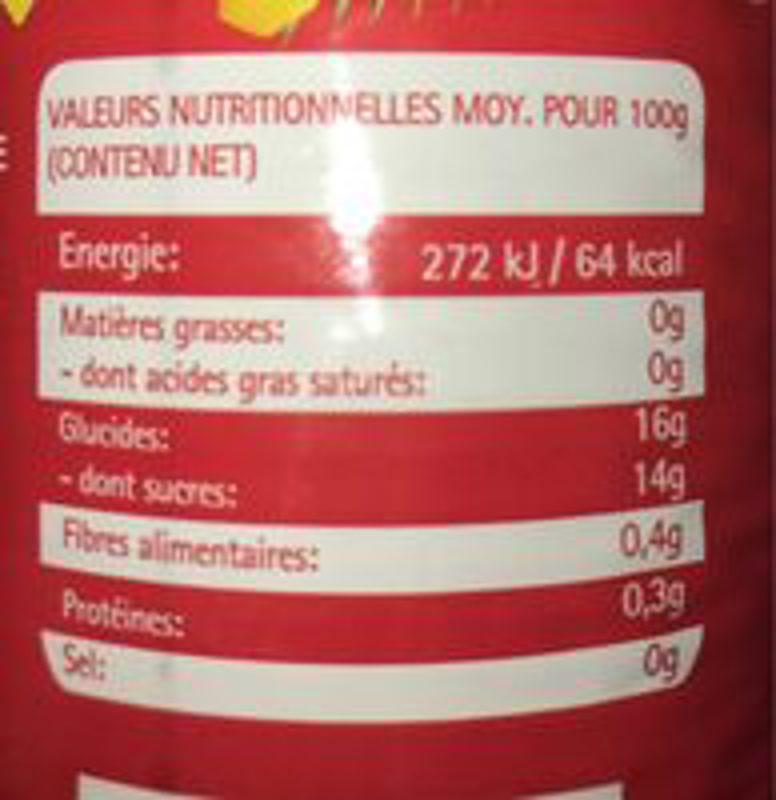 VALEURS NUTRITIONNELLES MOY. POUR 100g
(CONTENU NET)
Energie: 272 kJ / 64 kcal
Matières grasses: 0g
- dont acides gras saturés: 0g
Glucides: 16g
- dont sucres: 14g
Fibres alimentaires: 0,4g
Protéines: 0,3g
Sel: 0g